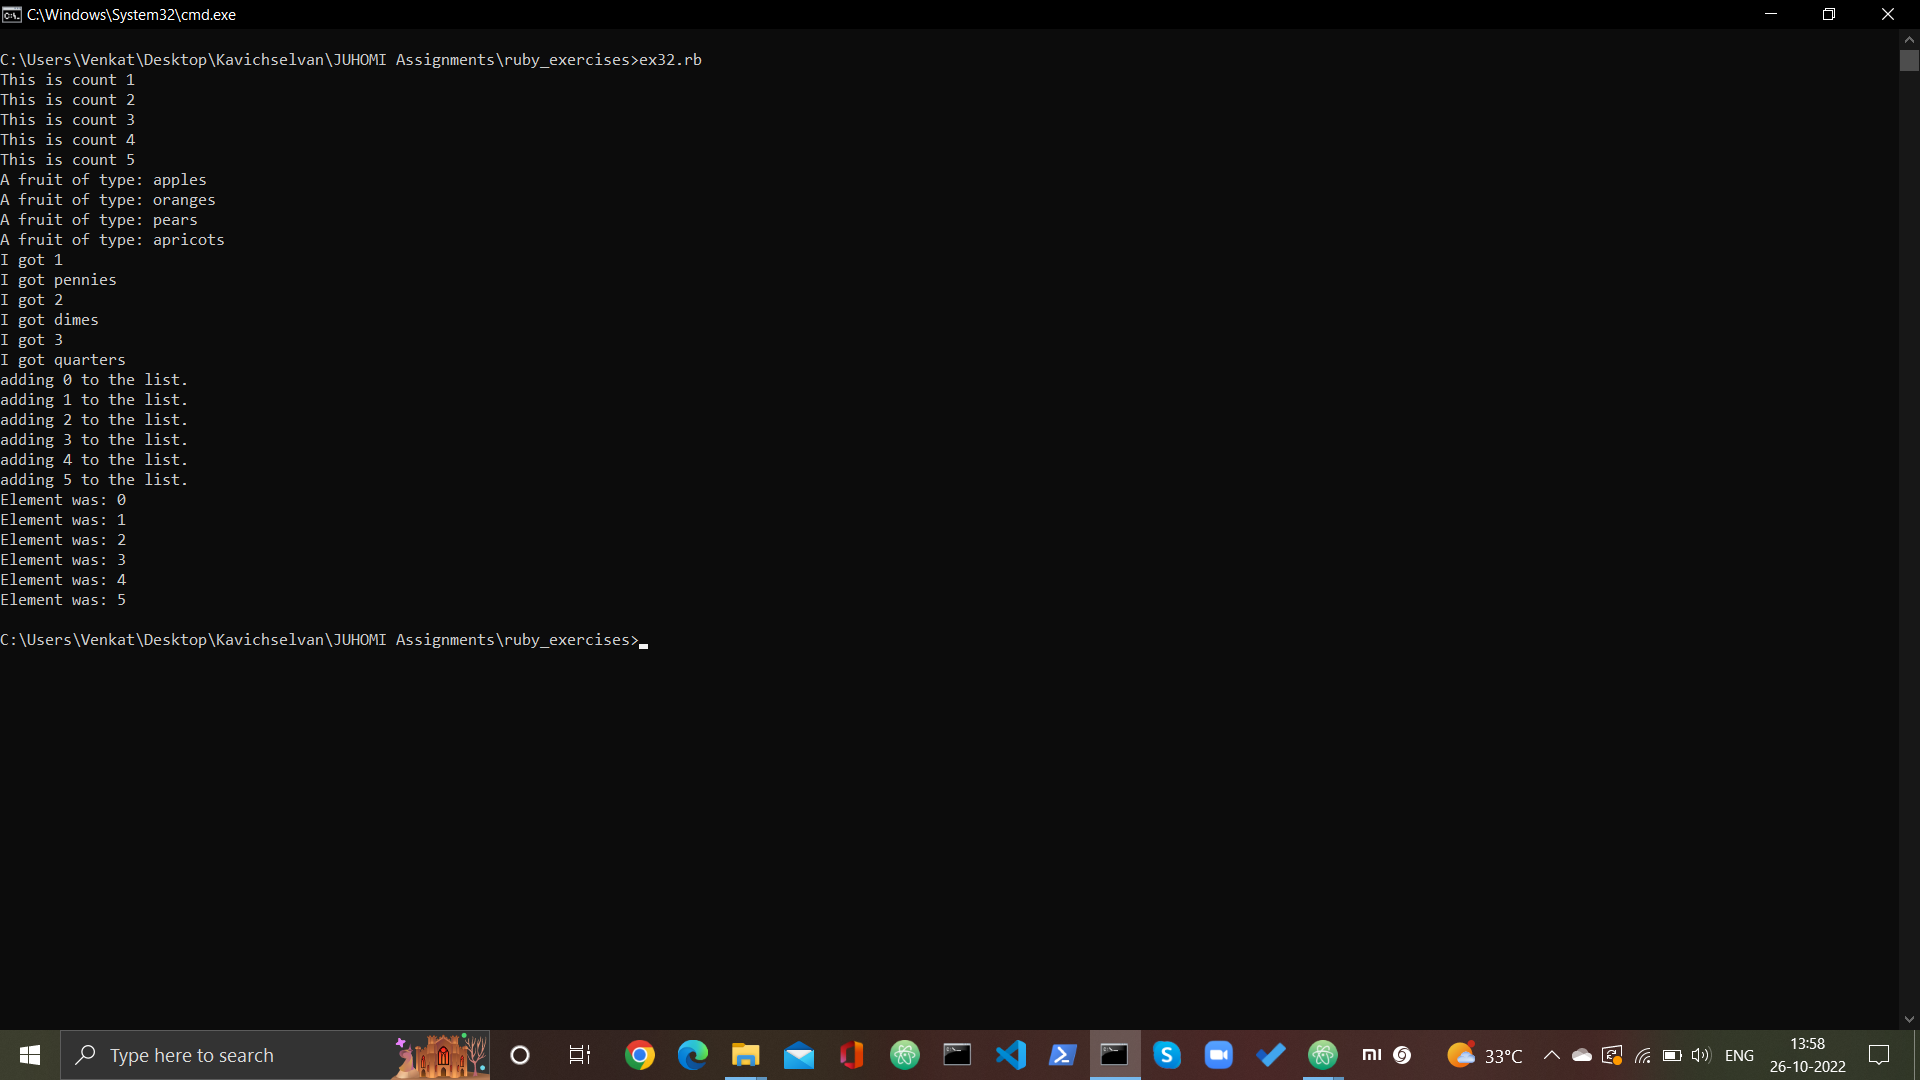 C:\Windows\System32\cmd.exe
C:\Users\Venkat\Desktop\Kavichselvan\JUHOMI Assignments\ruby_exercises>ex32.rb
This is count 1
This is count 2
This is count 3
This is count 4
This is count 5
A fruit of type: apples
A fruit of type: oranges
A fruit of type: pears
A fruit of type: apricots
I got 1
I got pennies
I got 2
I got dimes
I got 3
I got quarters
adding 0 to the list.
adding 1 to the list.
adding 2 to the list.
adding 3 to the list.
adding 4 to the list.
adding 5 to the list.
Element was: 0
Element was: 1
Element was: 2
Element was: 3
Element was: 4
Element was: 5
C:\Users\Venkat\Desktop\Kavichselvan\JUHOMI Assignments\ruby_exercises>
Type here to search
33°C
ENG
13:58
26-10-2022